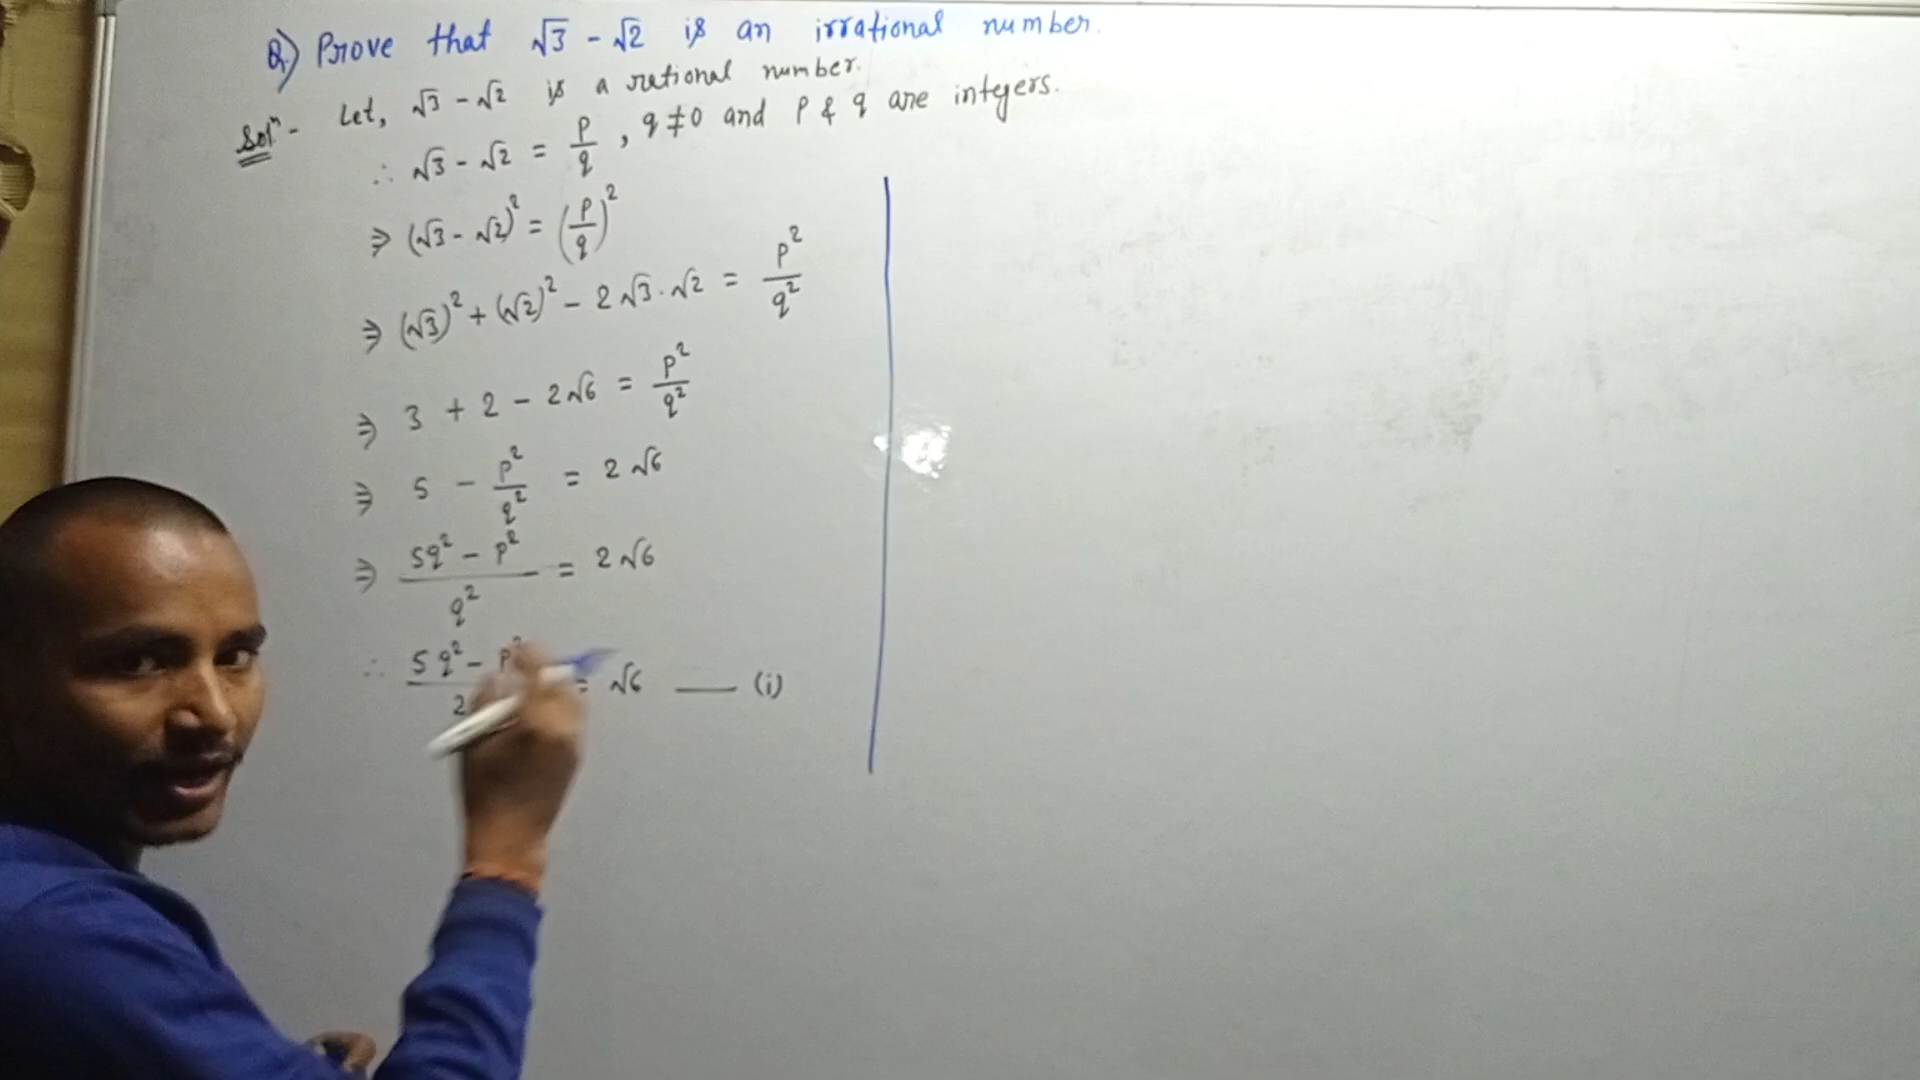 Q.) Prove that √3 - √2 is an irrational number.
Solⁿ - Let, √3 - √2 is a rational number.
∴ √3 - √2 = p/q , q ≠ 0 and p & q are integers.
⇒ (√3 - √2)² = (p/q)²
⇒ (√3)² + (√2)² - 2√3·√2 = p²/q²
⇒ 3 + 2 - 2√6 = p²/q²
⇒ 5 - p²/q² = 2√6
⇒ (5q² - p²)/q² = 2√6
∴ 5q² - p² / 2 = √6 — (i)